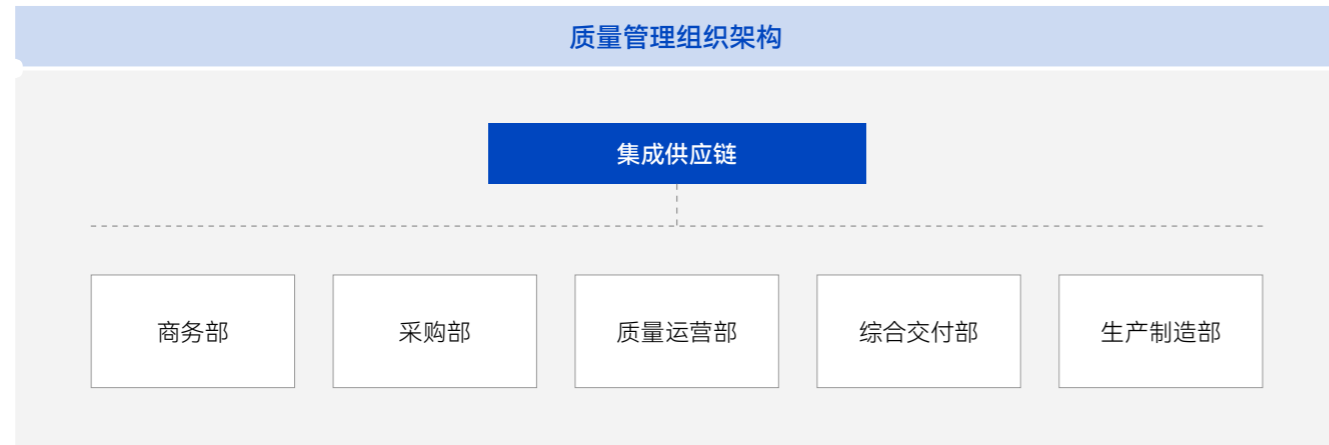 质量管理组织架构
集成供应链
商务部
采购部
质量运营部
综合交付部
生产制造部